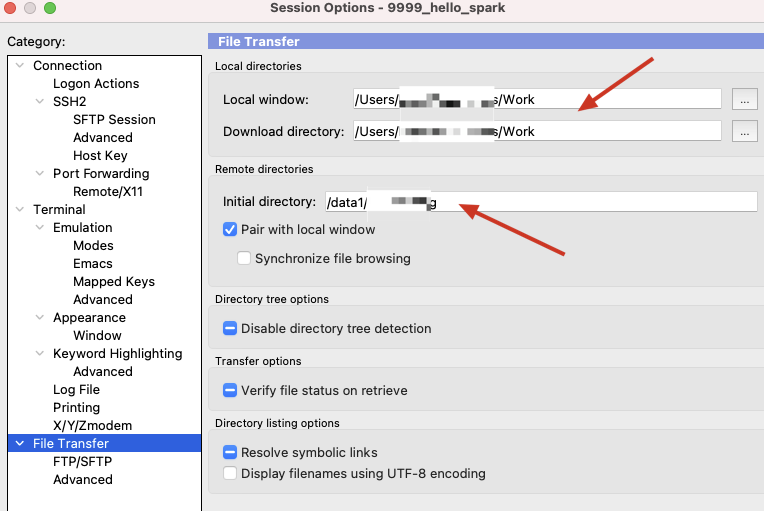 Session Options - 9999_hello_spark
Category:
Connection
Logon Actions
SSH2
SFTP Session
Advanced
Host Key
Port Forwarding
Remote/X11
Terminal
Emulation
Modes
Emacs
Mapped Keys
Advanced
Appearance
Window
Keyword Highlighting
Advanced
Log File
Printing
X/Y/Zmodem
File Transfer
FTP/SFTP
Advanced
File Transfer
Local directories
Local window: /Users/ s/Work ...
Download directory: /Users/ s/Work ...
Remote directories
Initial directory: /data1/ g
Pair with local window
Synchronize file browsing
Directory tree options
Disable directory tree detection
Transfer options
Verify file status on retrieve
Directory listing options
Resolve symbolic links
Display filenames using UTF-8 encoding